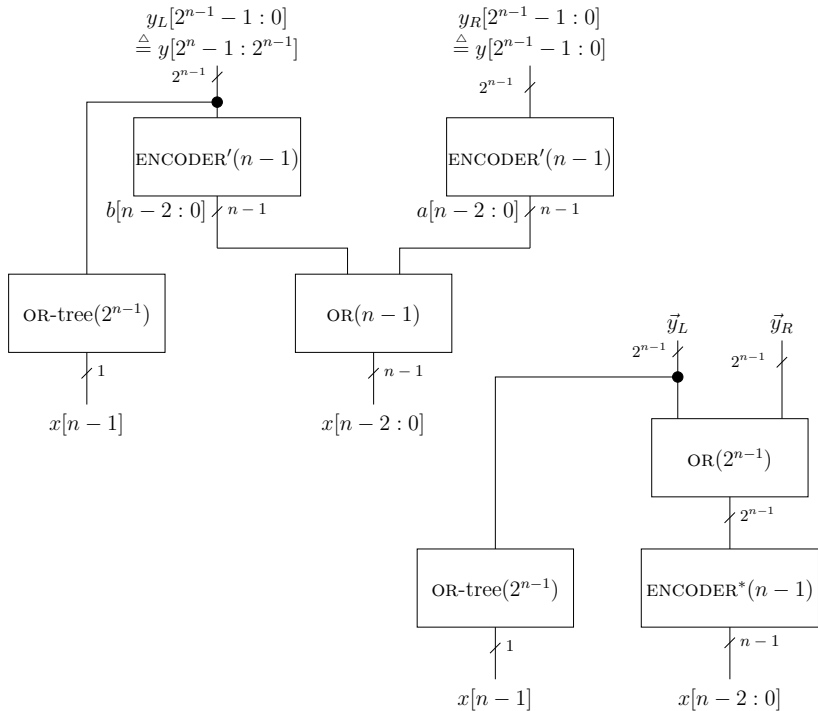 y_L[2^{n−1} − 1 : 0]
≜ y[2^n − 1 : 2^{n−1}]
y_R[2^{n−1} − 1 : 0]
≜ y[2^{n−1} − 1 : 0]
2^{n−1}
2^{n−1}
ENCODER′(n − 1)
ENCODER′(n − 1)
b[n − 2 : 0]
n − 1
a[n − 2 : 0]
n − 1
OR-tree(2^{n−1})
OR(n − 1)
1
n − 1
x[n − 1]
x[n − 2 : 0]
\vec{y}_L
\vec{y}_R
2^{n−1}
2^{n−1}
OR(2^{n−1})
2^{n−1}
OR-tree(2^{n−1})
ENCODER*(n − 1)
1
n − 1
x[n − 1]
x[n − 2 : 0]